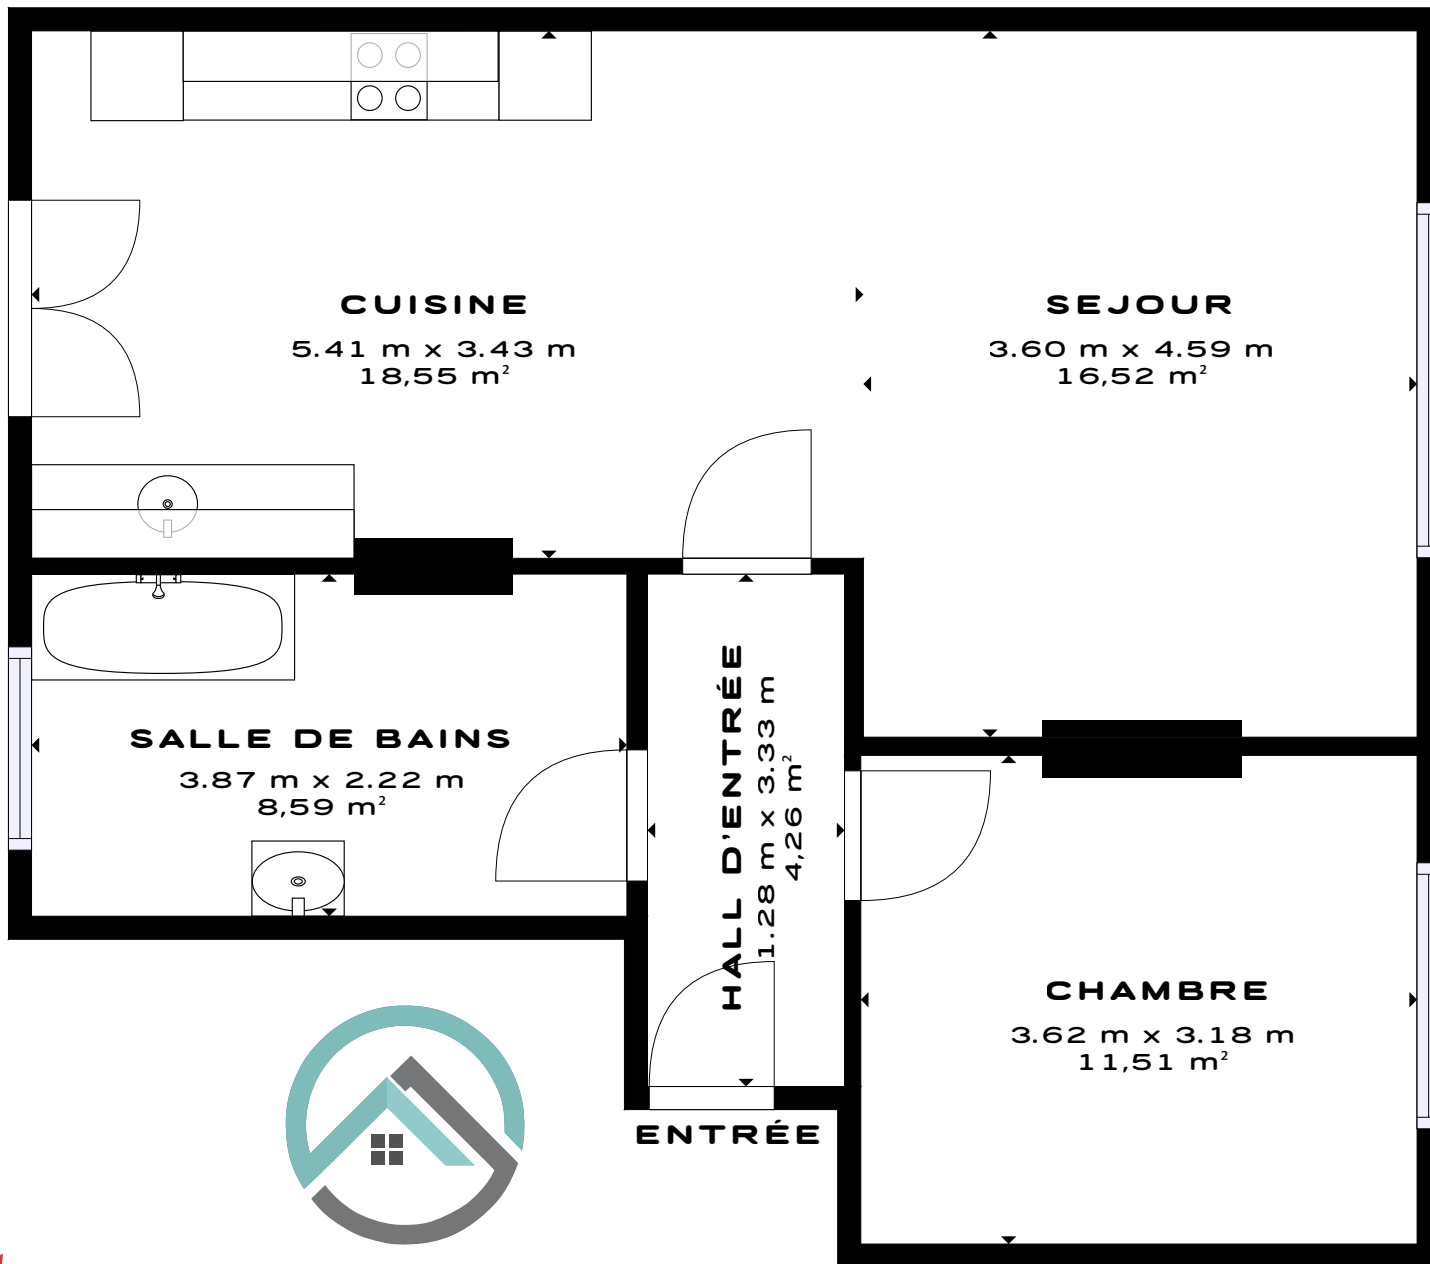 CUISINE
5.41 m x 3.43 m
18,55 m²
SEJOUR
3.60 m x 4.59 m
16,52 m²
SALLE DE BAINS
3.87 m x 2.22 m
8,59 m²
HALL D'ENTRÉE
1.28 m x 3.33 m
4,26 m²
CHAMBRE
3.62 m x 3.18 m
11,51 m²
ENTRÉE